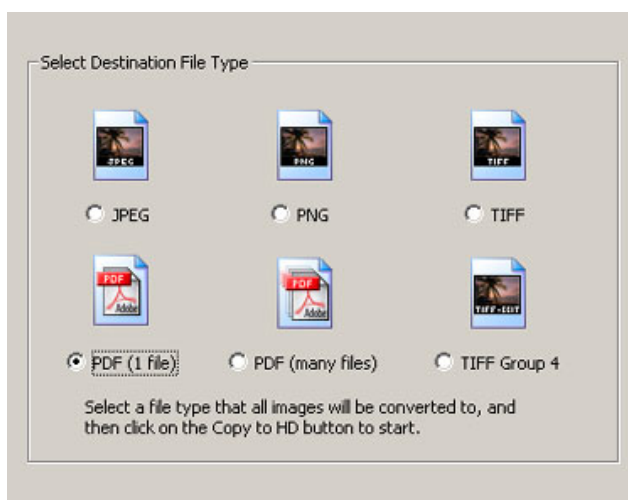 Select Destination File Type
JPEG PNG TIFF
JPEG PNG TIFF
PDF PDF
Adobe Adobe
PDF (1 file) PDF (many files) TIFF Group 4
Select a file type that all images will be converted to, and
then click on the Copy to HD button to start.